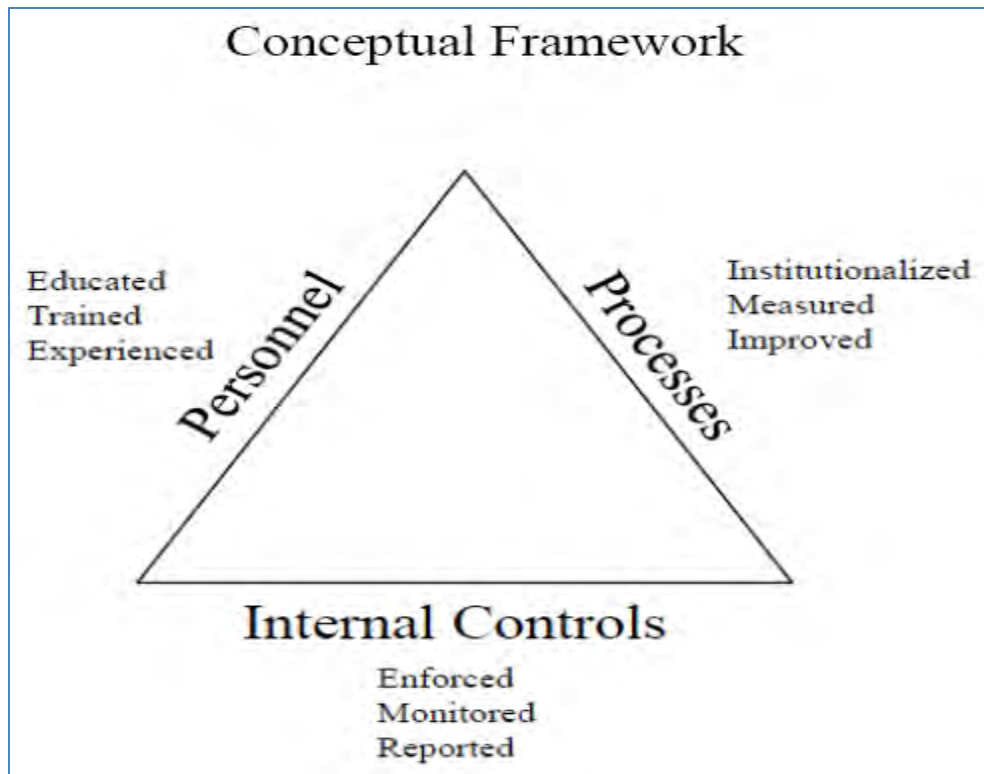 Conceptual Framework
Educated
Trained
Experienced
Personnel
Processes
Institutionalized
Measured
Improved
Internal Controls
Enforced
Monitored
Reported